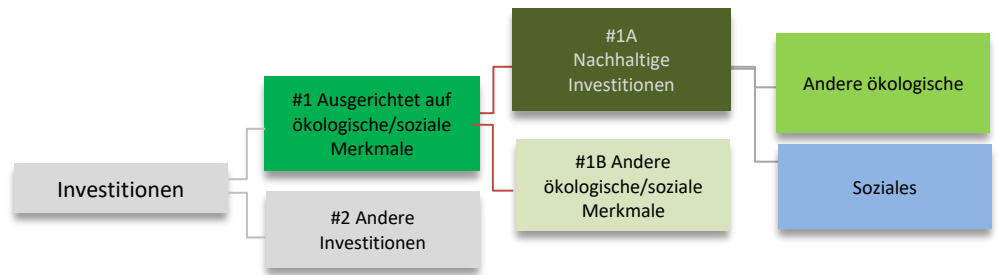 Investitionen
#1 Ausgerichtet auf
ökologische/soziale
Merkmale
#2 Andere
Investitionen
#1A
Nachhaltige
Investitionen
#1B Andere
ökologische/soziale
Merkmale
Andere ökologische
Soziales